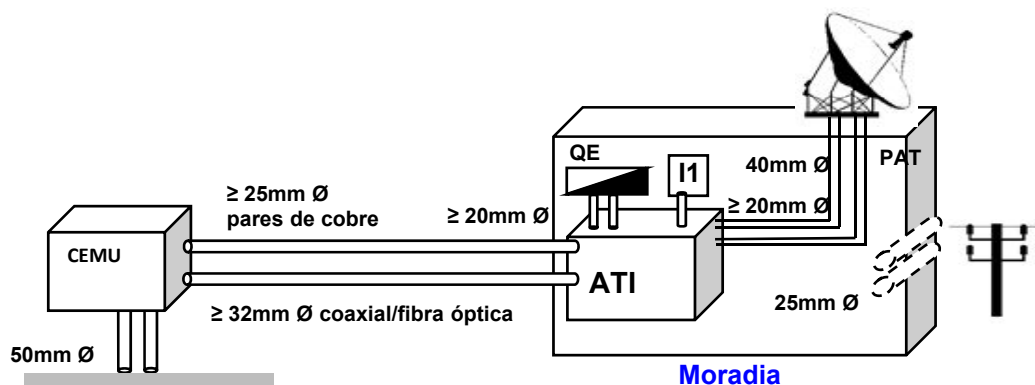 QE
I1
40mm Ø
PAT
≥ 25mm Ø
pares de cobre
≥ 20mm Ø
≥ 20mm Ø
CEMU
ATI
25mm Ø
≥ 32mm Ø coaxial/fibra óptica
50mm Ø
Moradia